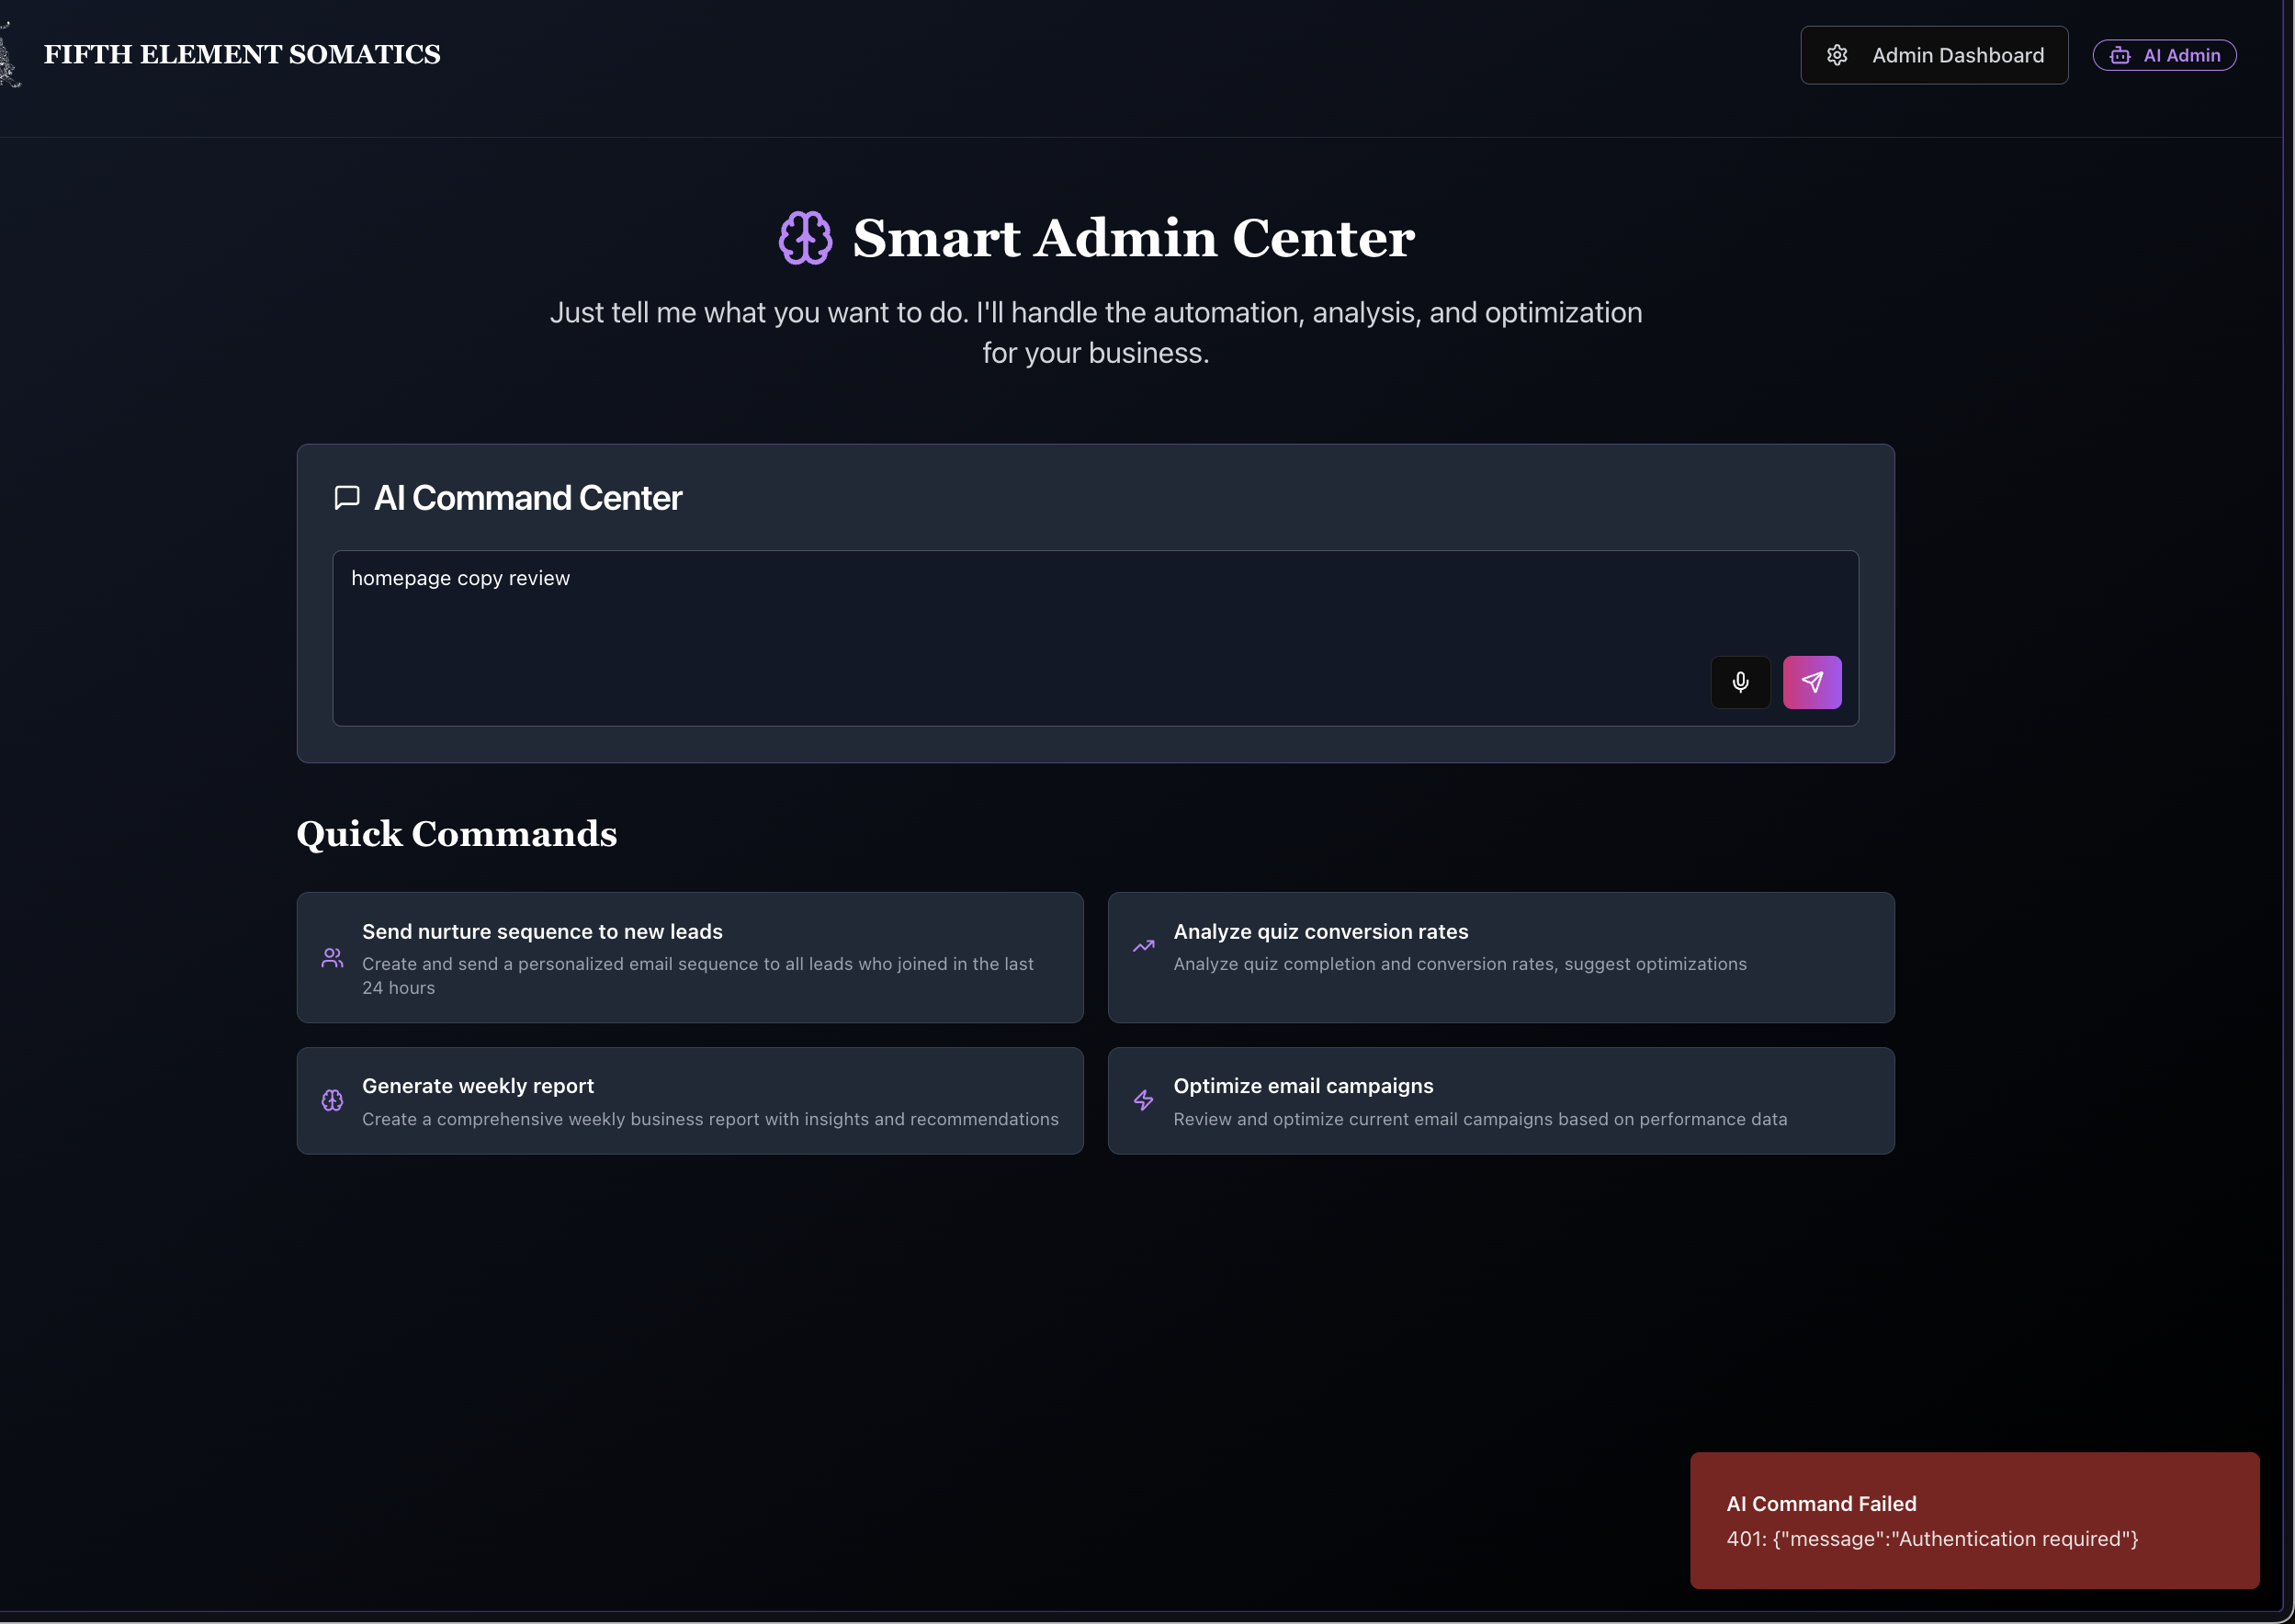 FIFTH ELEMENT SOMATICS
Admin Dashboard
AI Admin
Smart Admin Center
Just tell me what you want to do. I'll handle the automation, analysis, and optimization
for your business.
AI Command Center
homepage copy review
Quick Commands
Send nurture sequence to new leads
Create and send a personalized email sequence to all leads who joined in the last
24 hours
Analyze quiz conversion rates
Analyze quiz completion and conversion rates, suggest optimizations
Generate weekly report
Create a comprehensive weekly business report with insights and recommendations
Optimize email campaigns
Review and optimize current email campaigns based on performance data
AI Command Failed
401: {"message":"Authentication required"}